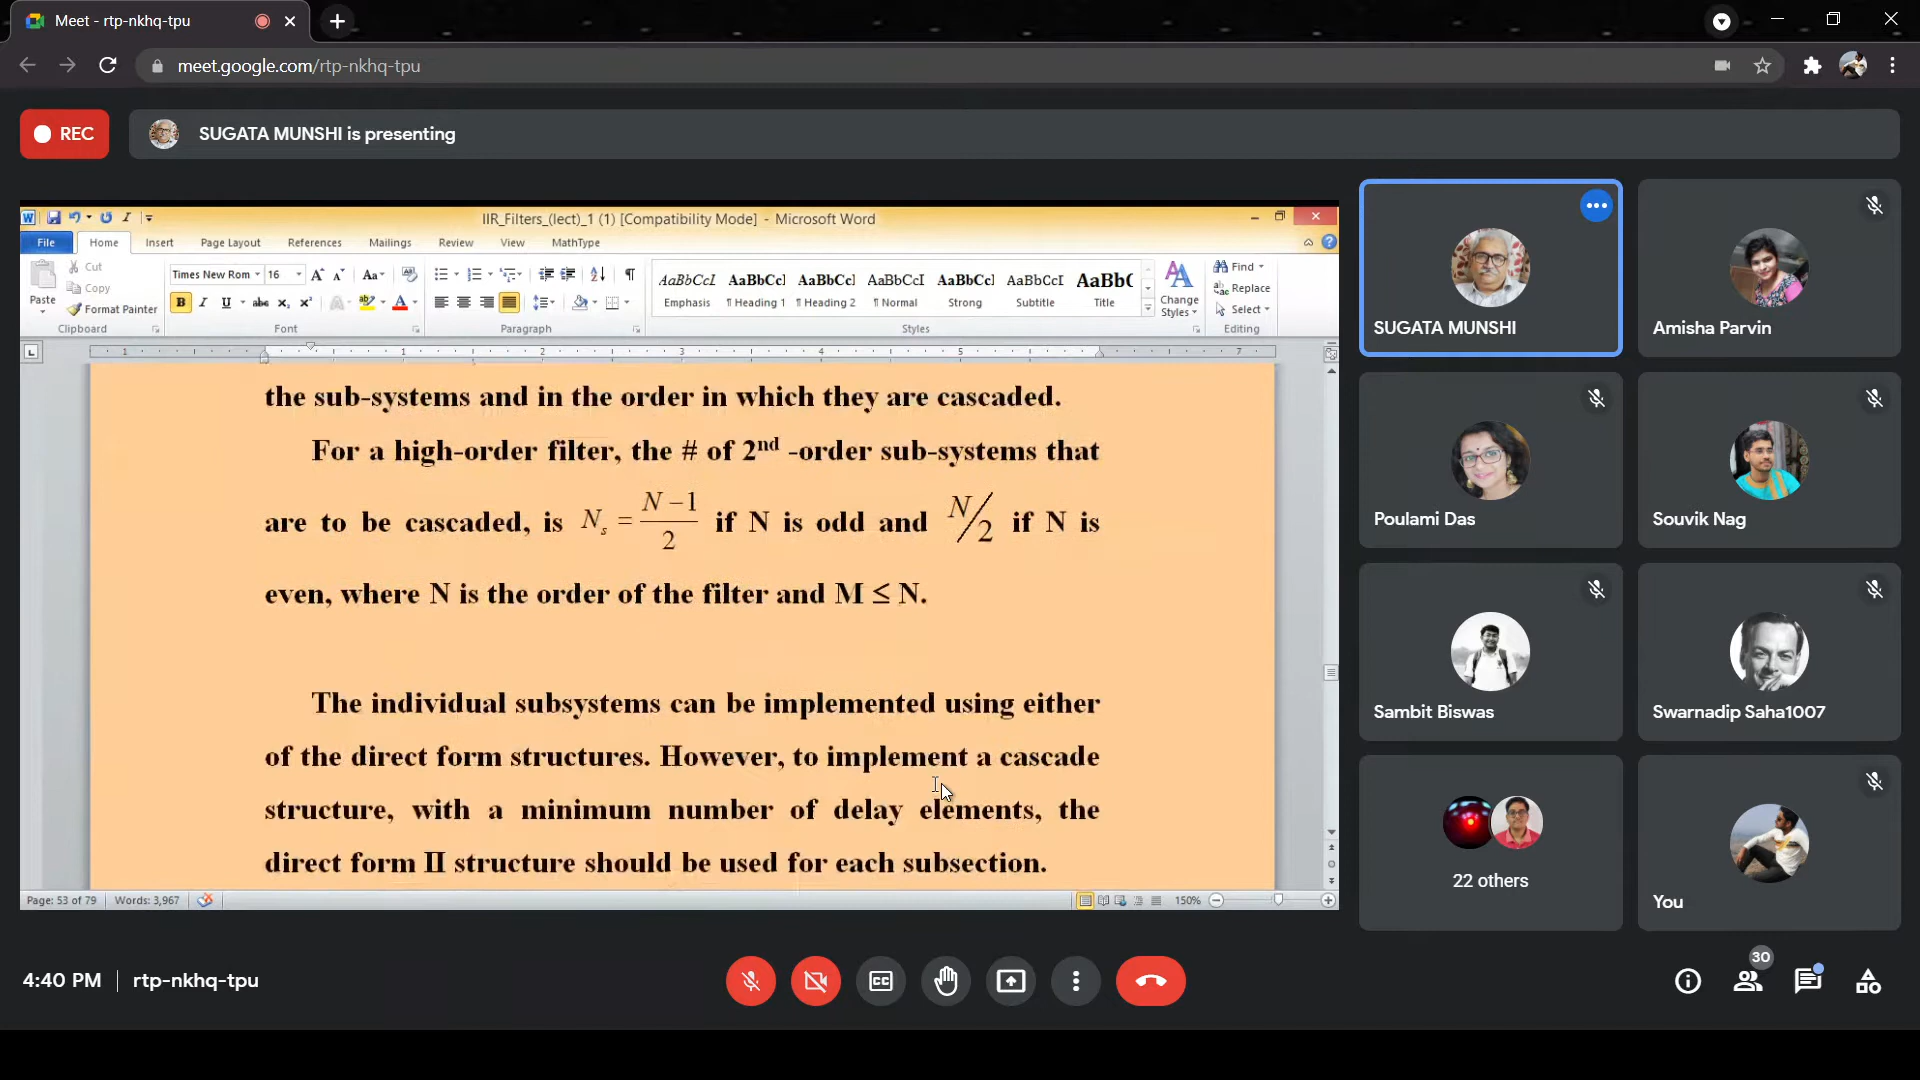 Meet - rtp-nkhq-tpu
meet.google.com/rtp-nkhq-tpu
REC
SUGATA MUNSHI is presenting
IIR_Filters_(lect)_1 (1) [Compatibility Mode] - Microsoft Word
File Home Insert Page Layout References Mailings Review View MathType
Paste
Cut
Copy
Format Painter
Clipboard
Times New Rom 16
Font
Paragraph
AaBbCcI AaBbCcI AaBbCcI AaBbCcI AaBbCcI AaBbCcI AaBb(
Emphasis ¶ Heading 1 ¶ Heading 2 ¶ Normal Strong Subtitle Title
Change Styles
Styles
Find
Replace
Select
Editing
the sub-systems and in the order in which they are cascaded.
For a high-order filter, the # of 2nd -order sub-systems that
are to be cascaded, is N_s = (N − 1)/2 if N is odd and N/2 if N is
even, where N is the order of the filter and M ≤ N.
The individual subsystems can be implemented using either
of the direct form structures. However, to implement a cascade
structure, with a minimum number of delay elements, the
direct form II structure should be used for each subsection.
Page: 53 of 79 Words: 3,967 150%
SUGATA MUNSHI
Amisha Parvin
Poulami Das
Souvik Nag
Sambit Biswas
Swarnadip Saha1007
22 others
You
4:40 PM | rtp-nkhq-tpu
CC
30